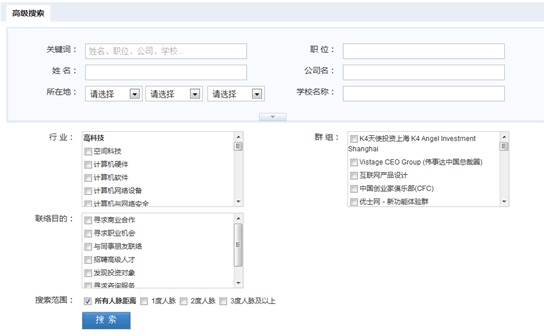 高级搜索
关键词： 姓名、职位、公司、学校... 职 位：
姓 名： 公司名：
所在地： 请选择 请选择 请选择 学校名称：
行 业： 高科技
空间科技
计算机硬件
计算机软件
计算机网络设备
计算机与网络安全
群 组： K4天使投资上海 K4 Angel Investment
Shanghai
Vistage CEO Group (伟事达中国总裁圈)
互联网产品设计
中国创业家俱乐部(CFC)
优士网 - 新功能体验群
联络目的： 寻求商业合作
寻求职业机会
与同事朋友联络
招聘高级人才
发现投资对象
寻求咨询服务
搜索范围： 所有人脉距离 1度人脉 2度人脉 3度人脉及以上
搜 索